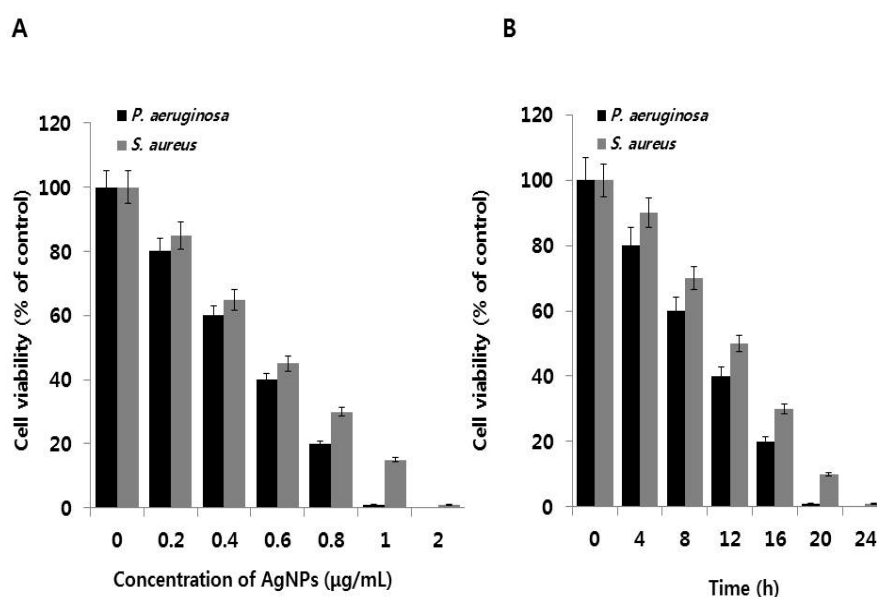 A
P. aeruginosa
S. aureus
120
100
80
60
40
20
0
Cell viability (% of control)
0 0.2 0.4 0.6 0.8 1 2
Concentration of AgNPs (µg/mL)
B
P. aeruginosa
S. aureus
120
100
80
60
40
20
0
Cell viability (% of control)
0 4 8 12 16 20 24
Time (h)